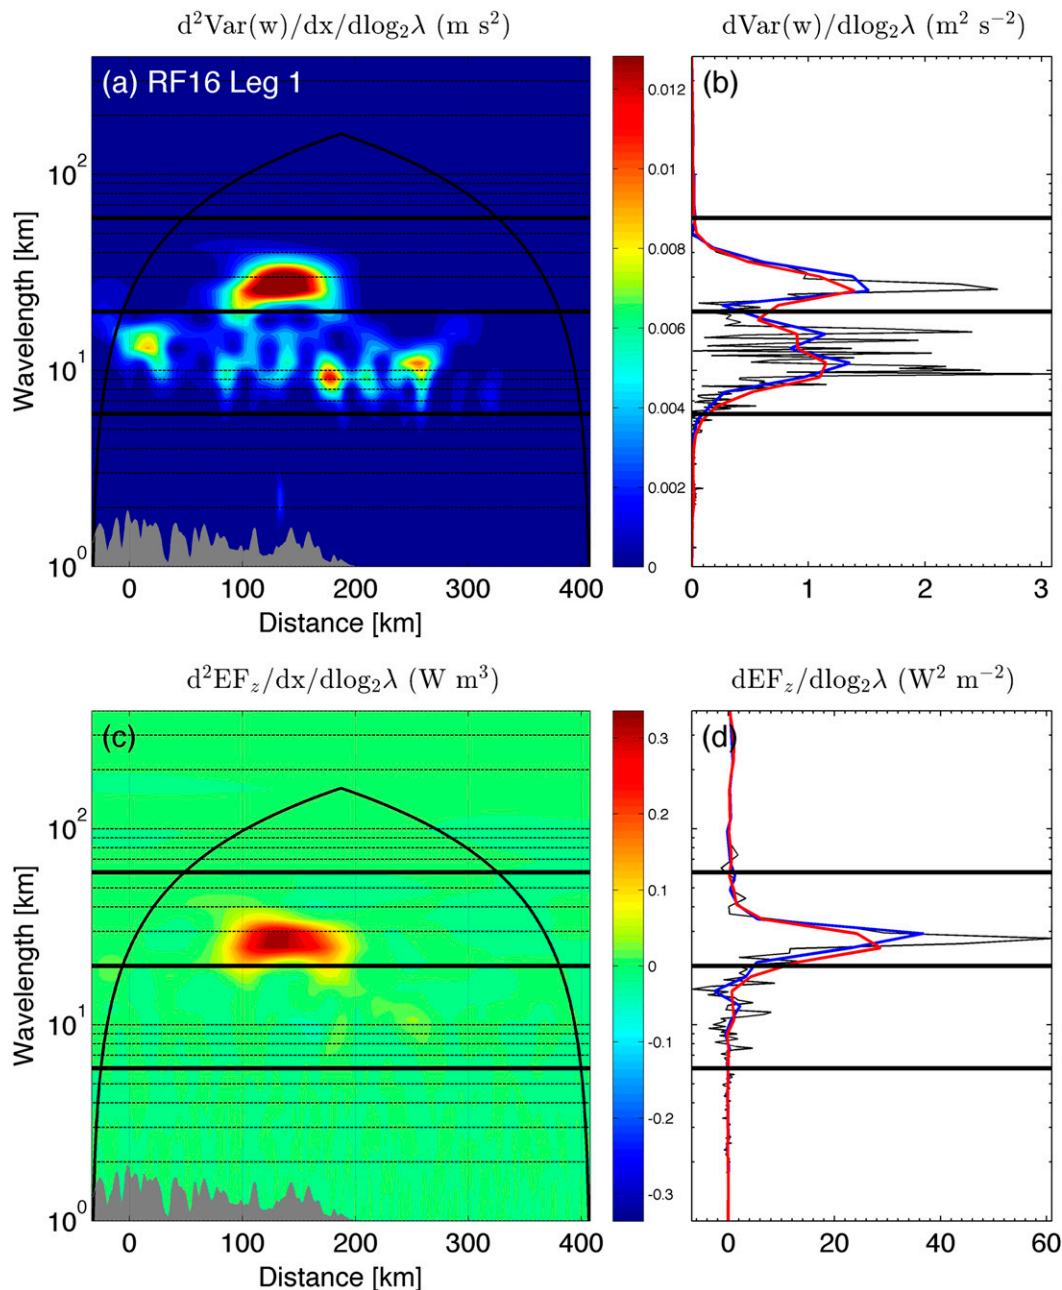 d²Var(w)/dx/dlog₂λ (m s²)
dVar(w)/dlog₂λ (m² s⁻²)
(a) RF16 Leg 1
(b)
Wavelength [km]
10²
10¹
10⁰
0 100 200 300 400
Distance [km]
0.012
0.01
0.008
0.006
0.004
0.002
0
0 1 2 3
d²EF_z/dx/dlog₂λ (W m³)
dEF_z/dlog₂λ (W² m⁻²)
(c)
(d)
Wavelength [km]
10²
10¹
10⁰
0 100 200 300 400
Distance [km]
0.3
0.2
0.1
0
-0.1
-0.2
-0.3
0 20 40 60